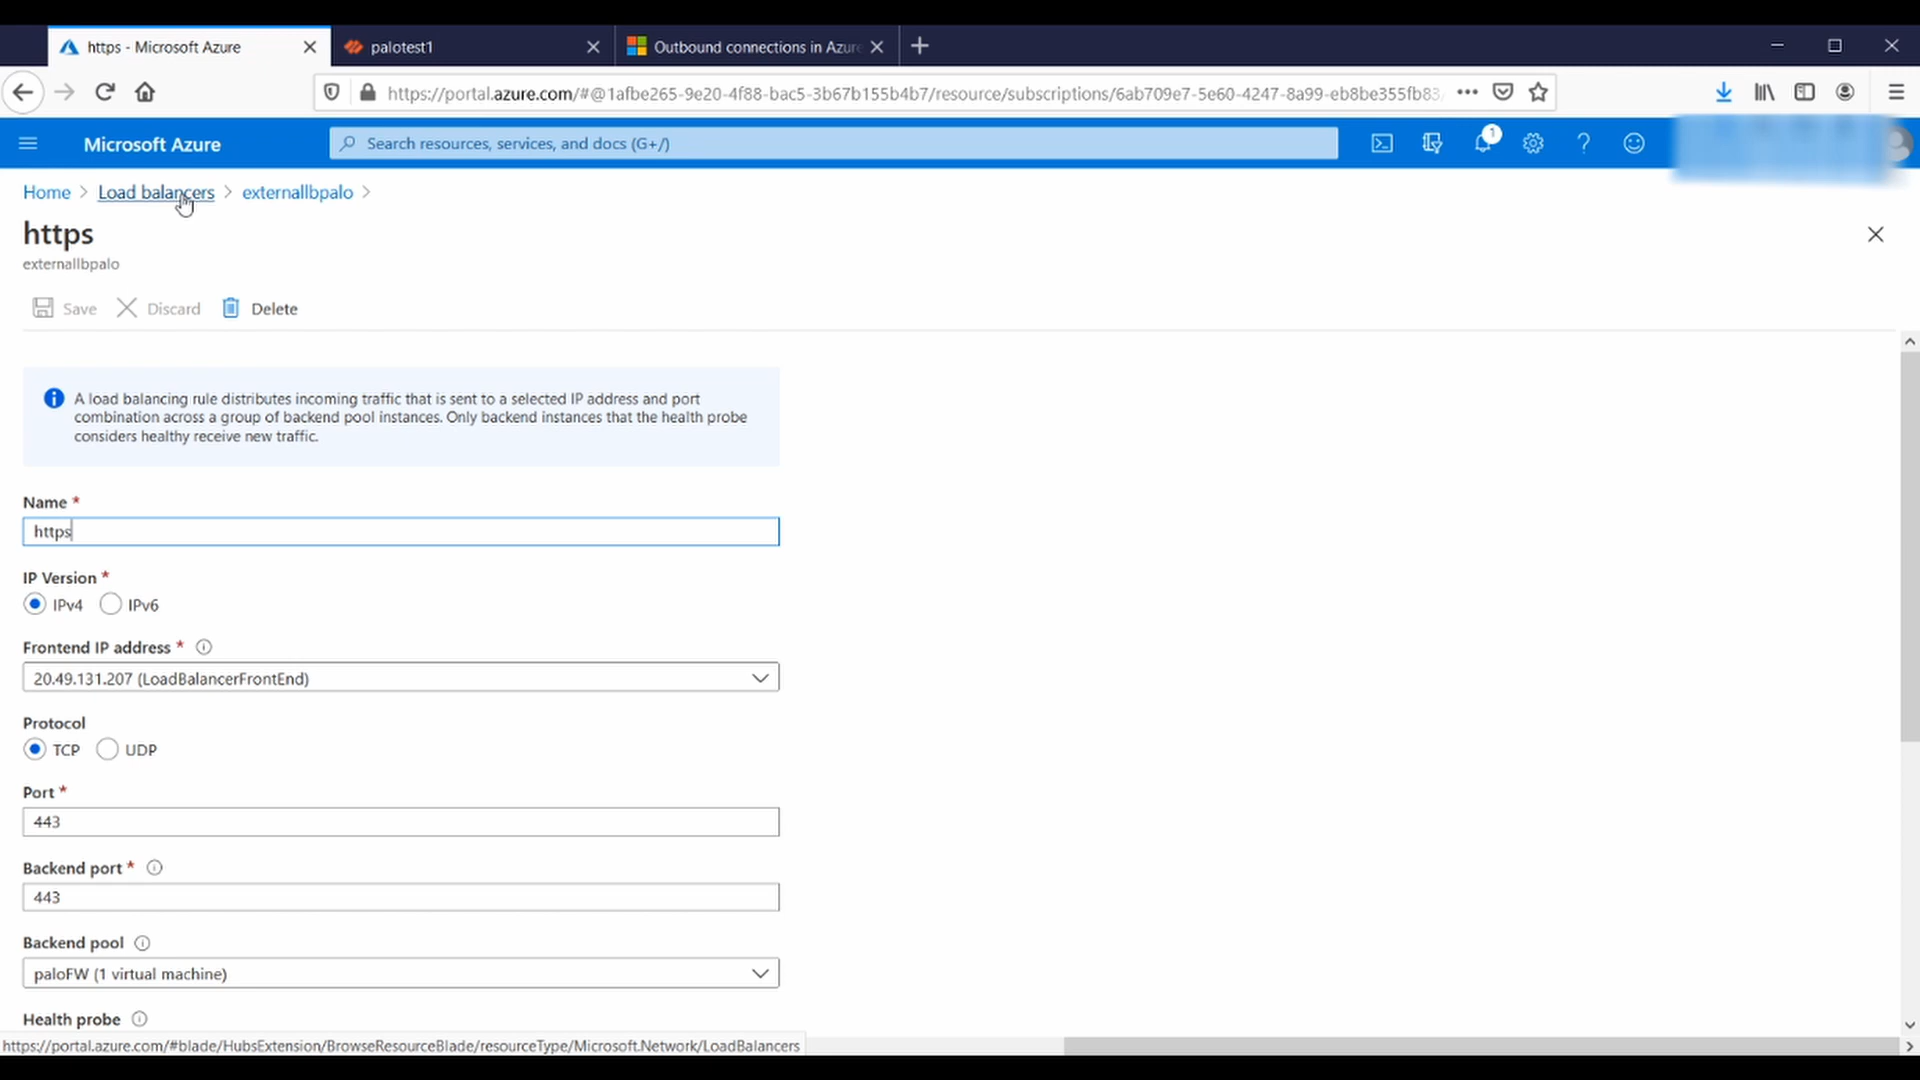 https - Microsoft Azure
palotest1
Outbound connections in Azure
https://portal.azure.com/#@1afbe265-9e20-4f88-bac5-3b67b155b4b7/resource/subscriptions/6ab709e7-5e60-4247-8a99-eb8be355fb83/
Microsoft Azure
Search resources, services, and docs (G+/)
1
Home > Load balancers > externallbpalo >
https
externallbpalo
Save Discard Delete
A load balancing rule distributes incoming traffic that is sent to a selected IP address and port
combination across a group of backend pool instances. Only backend instances that the health probe
considers healthy receive new traffic.
Name *
https
IP Version *
IPv4 IPv6
Frontend IP address *
20.49.131.207 (LoadBalancerFrontEnd)
Protocol
TCP UDP
Port *
443
Backend port *
443
Backend pool
paloFW (1 virtual machine)
Health probe
https://portal.azure.com/#blade/HubsExtension/BrowseResourceBlade/resourceType/Microsoft.Network/LoadBalancers